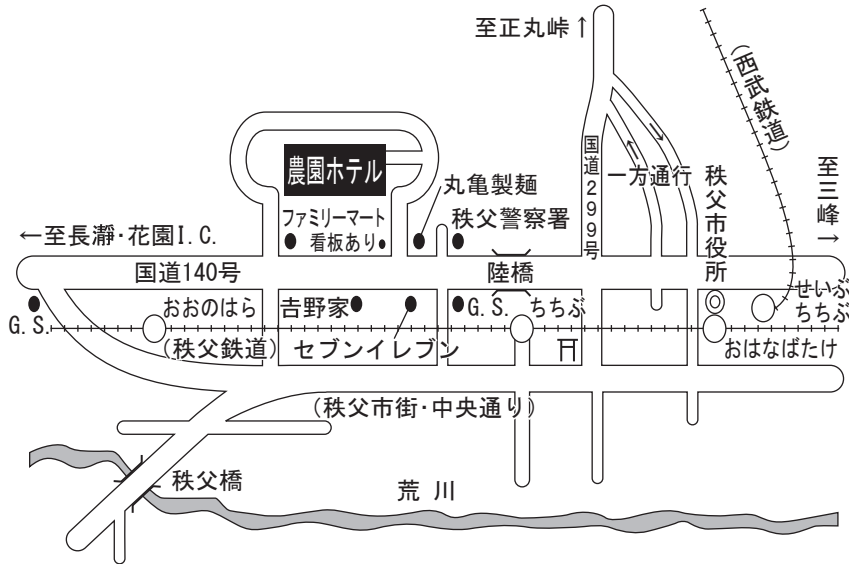 至正丸峠↑
(西武鉄道)
農園ホテル
国道299号
一方通行
秩父市役所
至三峰→
丸亀製麺
ファミリーマート
看板あり
秩父警察署
←至長瀞・花園I.C.
国道140号
陸橋
せいぶ
ちちぶ
G.S.
おおのはら
𠮷野家
G.S.
ちちぶ
(秩父鉄道)
セブンイレブン
おはなばたけ
(秩父市街・中央通り)
秩父橋
荒川